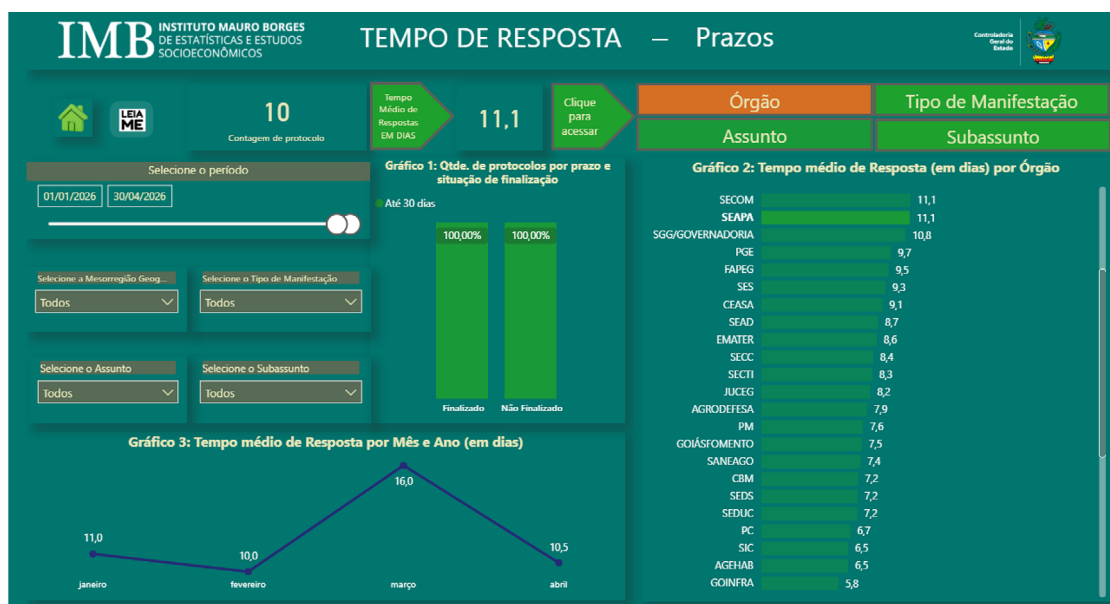 IMB
INSTITUTO MAURO BORGES
DE ESTATÍSTICAS E ESTUDOS
SOCIOECONÔMICOS
TEMPO DE RESPOSTA — Prazos
Controladoria
Geral do
Estado
LEIA
ME
10
Contagem de protocolo
Tempo
Médio de
Respostas
EM DIAS
11,1
Clique
para
acessar
Órgão
Tipo de Manifestação
Assunto
Subassunto
Selecione o período
01/01/2026
30/04/2026
Selecione a Mesorregião Geog...
Todos
Selecione o Tipo de Manifestação
Todos
Selecione o Assunto
Todos
Selecione o Subassunto
Todos
Gráfico 1: Qtde. de protocolos por prazo e
situação de finalização
Até 30 dias
100,00%
100,00%
Finalizado
Não Finalizado
Gráfico 2: Tempo médio de Resposta (em dias) por Órgão
SECOM 11,1
SEAPA 11,1
SGG/GOVERNADORIA 10,8
PGE 9,7
FAPEG 9,5
SES 9,3
CEASA 9,1
SEAD 8,7
EMATER 8,6
SECC 8,4
SECTI 8,3
JUCEG 8,2
AGRODEFESA 7,9
PM 7,6
GOIÁSFOMENTO 7,5
SANEAGO 7,4
CBM 7,2
SEDS 7,2
SEDUC 7,2
PC 6,7
SIC 6,5
AGEHAB 6,5
GOINFRA 5,8
Gráfico 3: Tempo médio de Resposta por Mês e Ano (em dias)
11,0
10,0
16,0
10,5
janeiro
fevereiro
março
abril